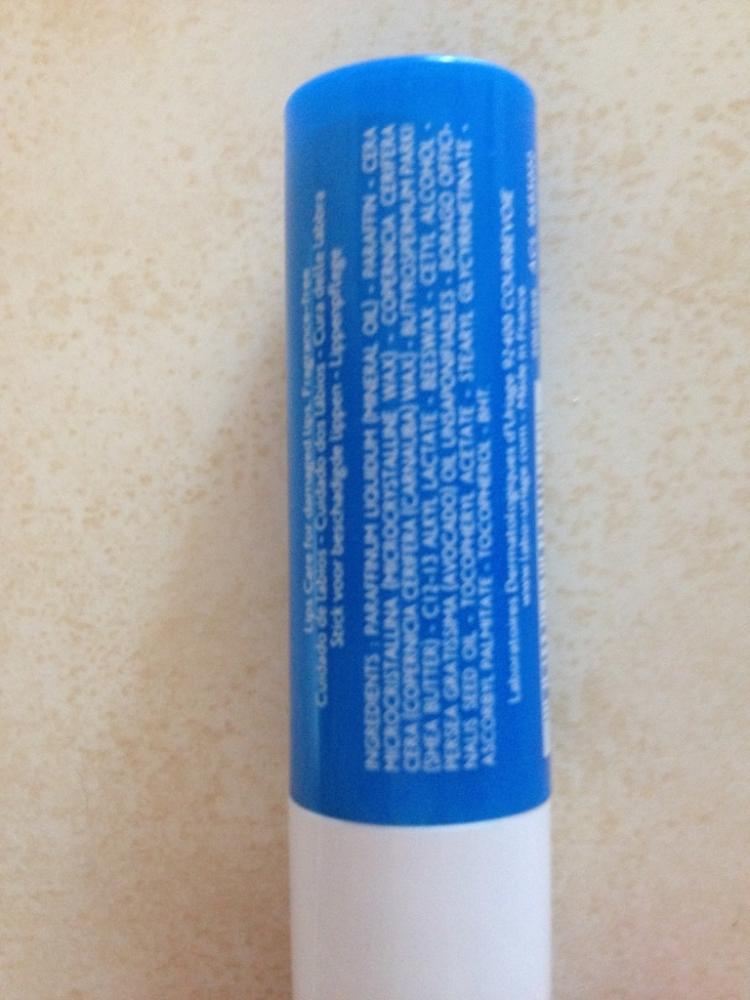 Lips Care for damaged lips, Fragrance-free
Cuidado de Labios - Cuidado dos Lábios - Cura delle Labbra
Stick voor beschadigde lippen - Lippenpflege
INGREDIENTS : PARAFFINUM LIQUIDUM (MINERAL OIL) - PARAFFIN - CERA
MICROCRISTALLINA (MICROCRYSTALLINE WAX) - COPERNICIA CERIFERA
CERA (COPERNICIA CERIFERA (CARNAUBA) WAX) - BUTYROSPERMUM PARKII
(SHEA BUTTER) - C12-13 ALKYL LACTATE - BEESWAX - CETYL ALCOHOL -
PERSEA GRATISSIMA (AVOCADO) OIL UNSAPONIFIABLES - BORAGO OFFICI-
NALIS SEED OIL - TOCOPHERYL ACETATE - STEARYL GLYCYRRHETINATE -
ASCORBYL PALMITATE - TOCOPHEROL - BHT
Laboratoires Dermatologiques d'Uriage 92400 COURBEVOIE
Made in France